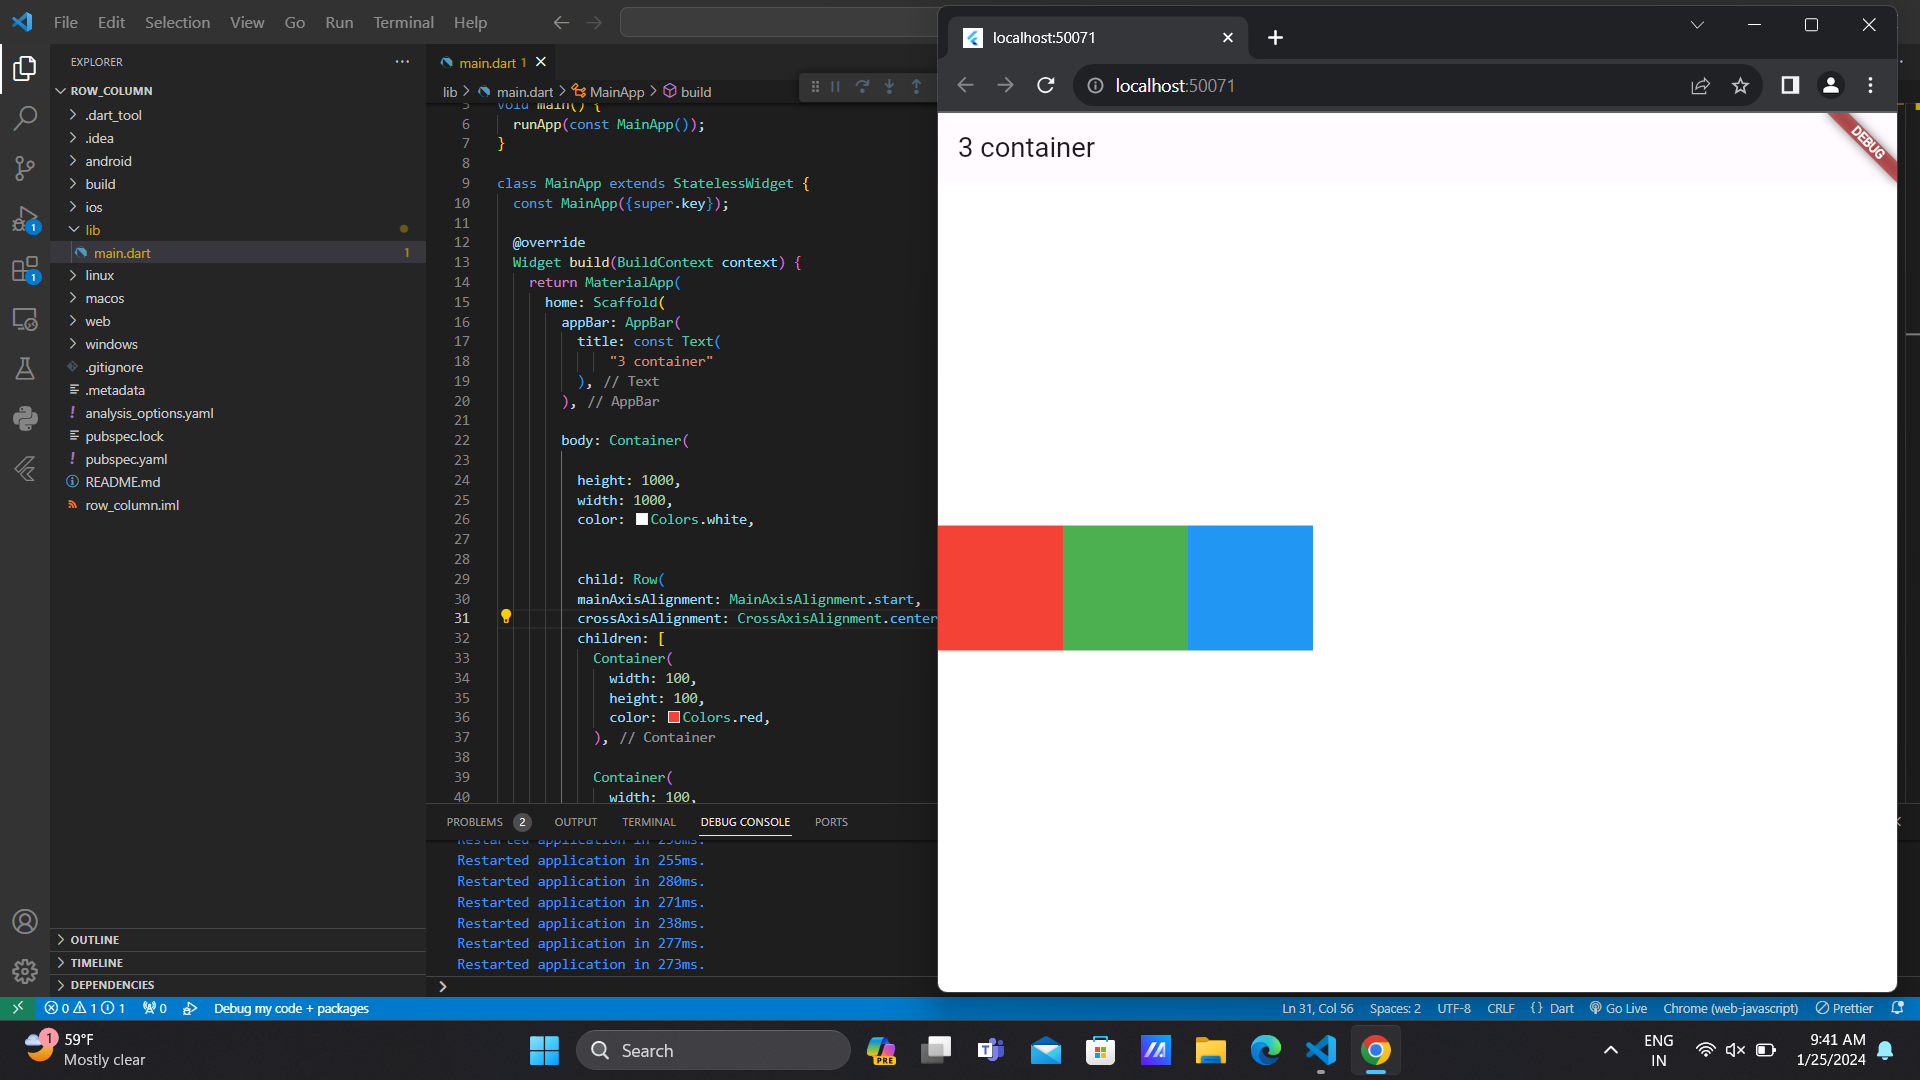 File Edit Selection View Go Run Terminal Help
EXPLORER
ROW_COLUMN
.dart_tool
.idea
android
build
ios
lib
main.dart 1
linux
macos
web
windows
.gitignore
.metadata
analysis_options.yaml
pubspec.lock
pubspec.yaml
README.md
row_column.iml
OUTLINE
TIMELINE
DEPENDENCIES
1
1
main.dart 1
lib > main.dart > MainApp > build
5 void main() {
6 runApp(const MainApp());
7 }
8
9 class MainApp extends StatelessWidget {
10 const MainApp({super.key});
11
12 @override
13 Widget build(BuildContext context) {
14 return MaterialApp(
15 home: Scaffold(
16 appBar: AppBar(
17 title: const Text(
18 "3 container"
19 ), // Text
20 ), // AppBar
21
22 body: Container(
23
24 height: 1000,
25 width: 1000,
26 color: Colors.white,
27
28
29 child: Row(
30 mainAxisAlignment: MainAxisAlignment.start,
31 crossAxisAlignment: CrossAxisAlignment.center
32 children: [
33 Container(
34 width: 100,
35 height: 100,
36 color: Colors.red,
37 ), // Container
38
39 Container(
40 width: 100,
PROBLEMS 2 OUTPUT TERMINAL DEBUG CONSOLE PORTS
Restarted application in 290ms.
Restarted application in 255ms.
Restarted application in 280ms.
Restarted application in 271ms.
Restarted application in 238ms.
Restarted application in 277ms.
Restarted application in 273ms.
localhost:50071
localhost:50071
3 container
DEBUG
0 1 1 0 Debug my code + packages
Ln 31, Col 56 Spaces: 2 UTF-8 CRLF {} Dart Go Live Chrome (web-javascript) Prettier
1
59°F
Mostly clear
Search
PRE
ENG
IN
9:41 AM
1/25/2024